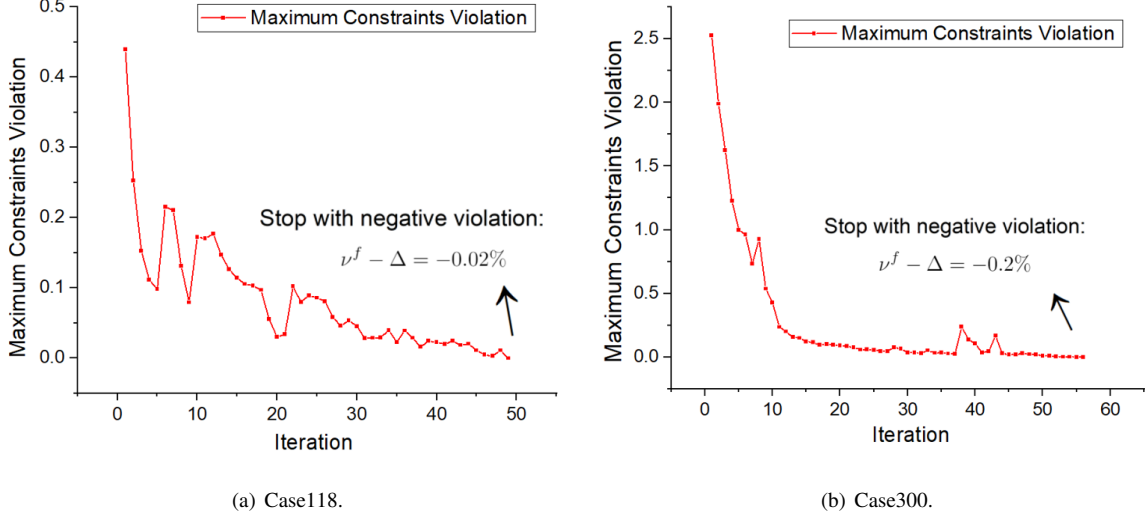 0.5
0.4
0.3
0.2
0.1
0.0
0
10
20
30
40
50
Maximum Constraints Violation
Iteration
Maximum Constraints Violation
Stop with negative violation:
ν^f − Δ = −0.02%
(a) Case118.
2.5
2.0
1.5
1.0
0.5
0.0
0
10
20
30
40
50
60
Maximum Constraints Violation
Iteration
Maximum Constraints Violation
Stop with negative violation:
ν^f − Δ = −0.2%
(b) Case300.